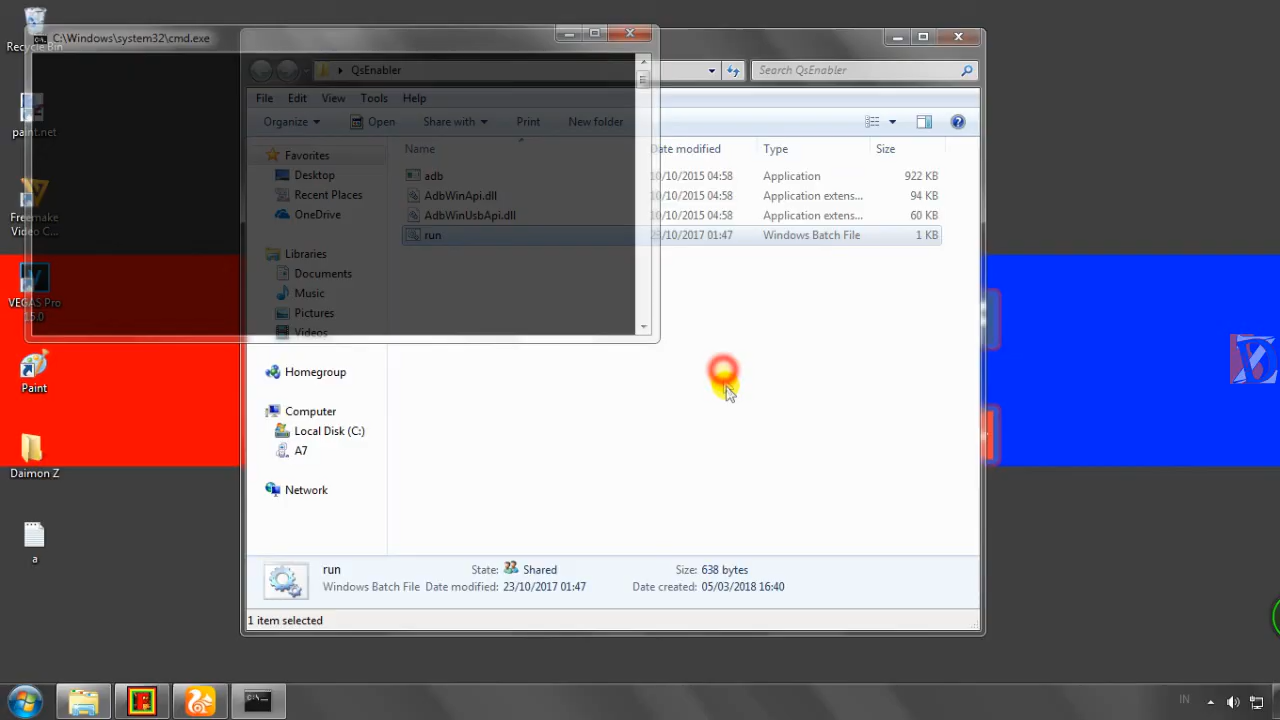 Recycle Bin
paint.net
Freemake
Video C...
VEGAS Pro
15.0
Paint
Daimon Z
a
C:\Windows\system32\cmd.exe
QsEnabler
Search QsEnabler
File Edit View Tools Help
Organize Open Share with Print New folder
Favorites
Desktop
Recent Places
OneDrive
Libraries
Documents
Music
Pictures
Videos
Homegroup
Computer
Local Disk (C:)
A7
Network
Name Date modified Type Size
adb 10/10/2015 04:58 Application 922 KB
AdbWinApi.dll 10/10/2015 04:58 Application extens... 94 KB
AdbWinUsbApi.dll 10/10/2015 04:58 Application extens... 60 KB
run 23/10/2017 01:47 Windows Batch File 1 KB
run State: Shared Size: 638 bytes
Windows Batch File Date modified: 23/10/2017 01:47 Date created: 05/03/2018 16:40
1 item selected
IN